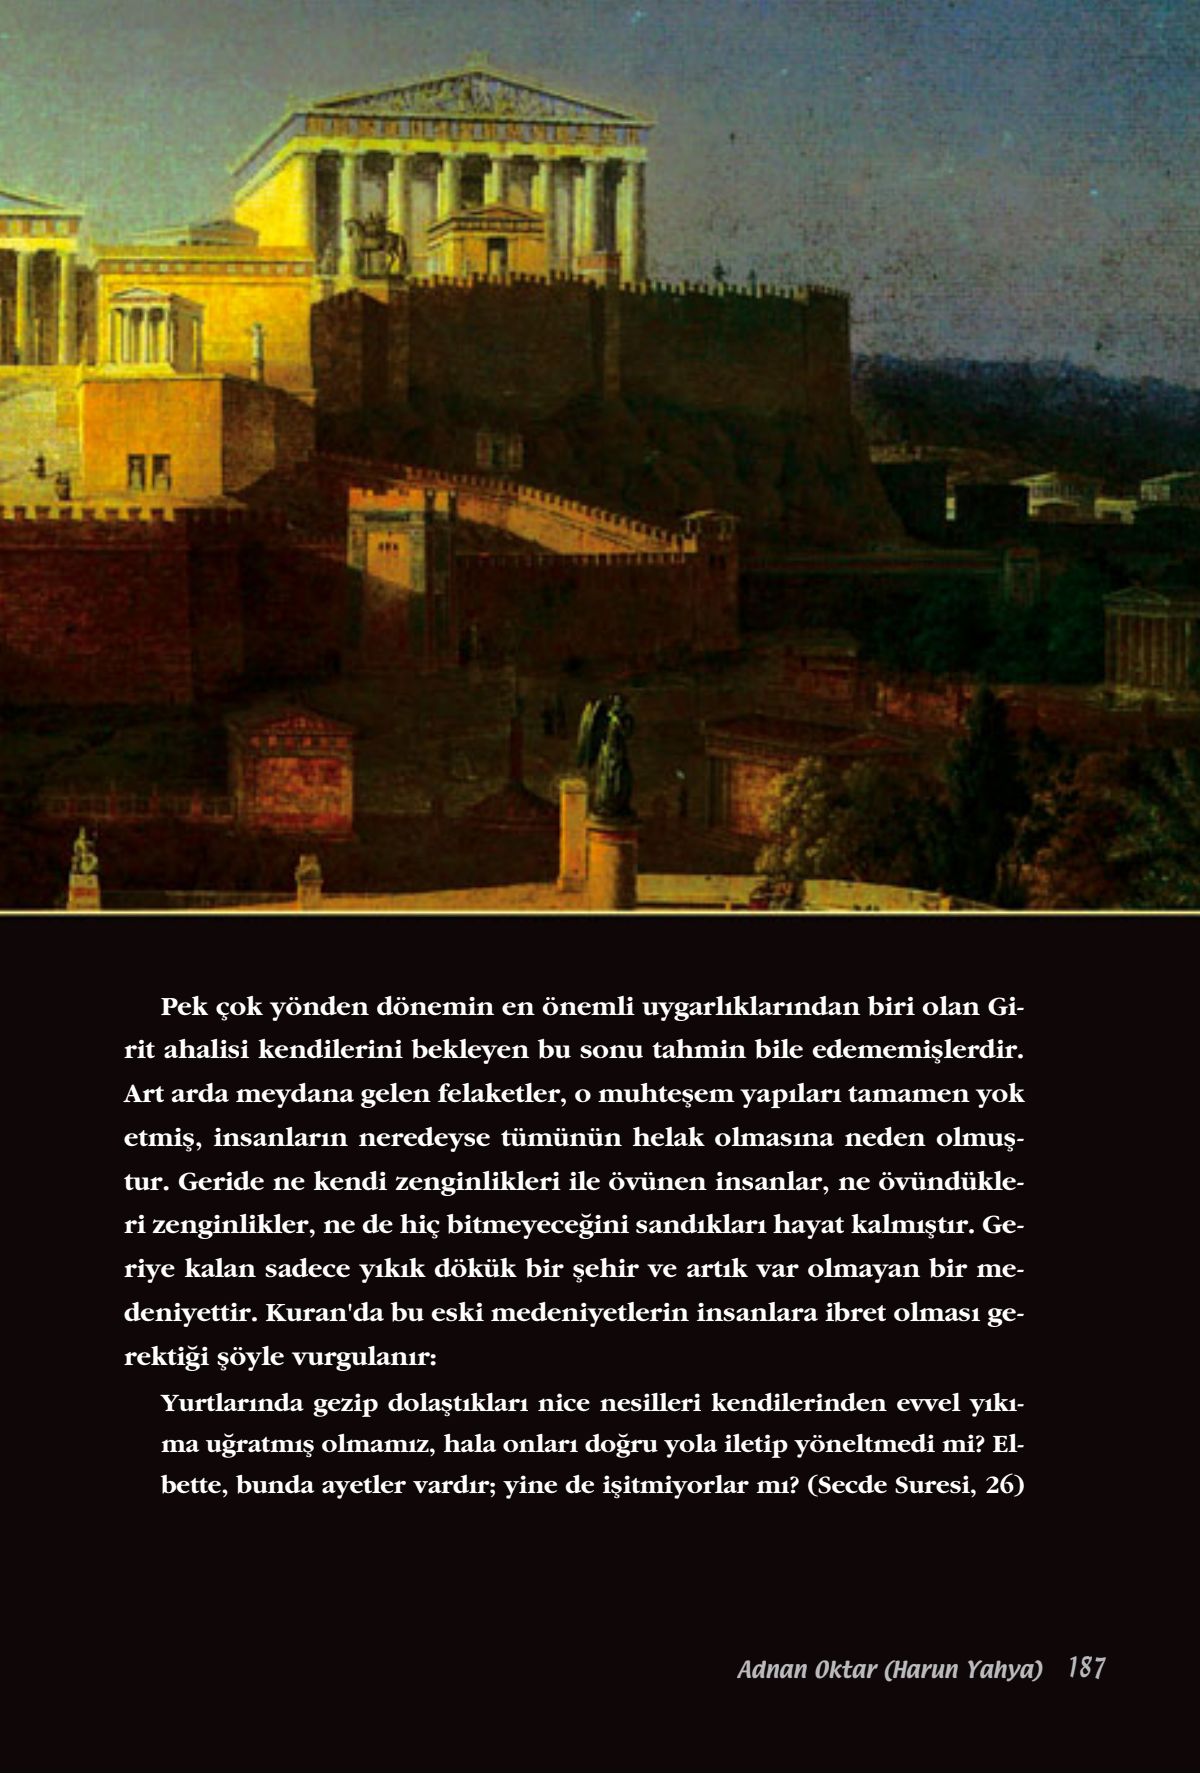 Pek çok yönden dönemin en önemli uygarlıklarından biri olan Gi-
rit ahalisi kendilerini bekleyen bu sonu tahmin bile edememişlerdir.
Art arda meydana gelen felaketler, o muhteşem yapıları tamamen yok
etmiş, insanların neredeyse tümünün helak olmasına neden olmuş-
tur. Geride ne kendi zenginlikleri ile övünen insanlar, ne övündükle-
ri zenginlikler, ne de hiç bitmeyeceğini sandıkları hayat kalmıştır. Ge-
riye kalan sadece yıkık dökük bir şehir ve artık var olmayan bir me-
deniyettir. Kuran'da bu eski medeniyetlerin insanlara ibret olması ge-
rektiği şöyle vurgulanır:
Yurtlarında gezip dolaştıkları nice nesilleri kendilerinden evvel yıkı-
ma uğratmış olmamız, hala onları doğru yola iletip yöneltmedi mi? El-
bette, bunda ayetler vardır; yine de işitmiyorlar mı? (Secde Suresi, 26)
Adnan Oktar (Harun Yahya) 187